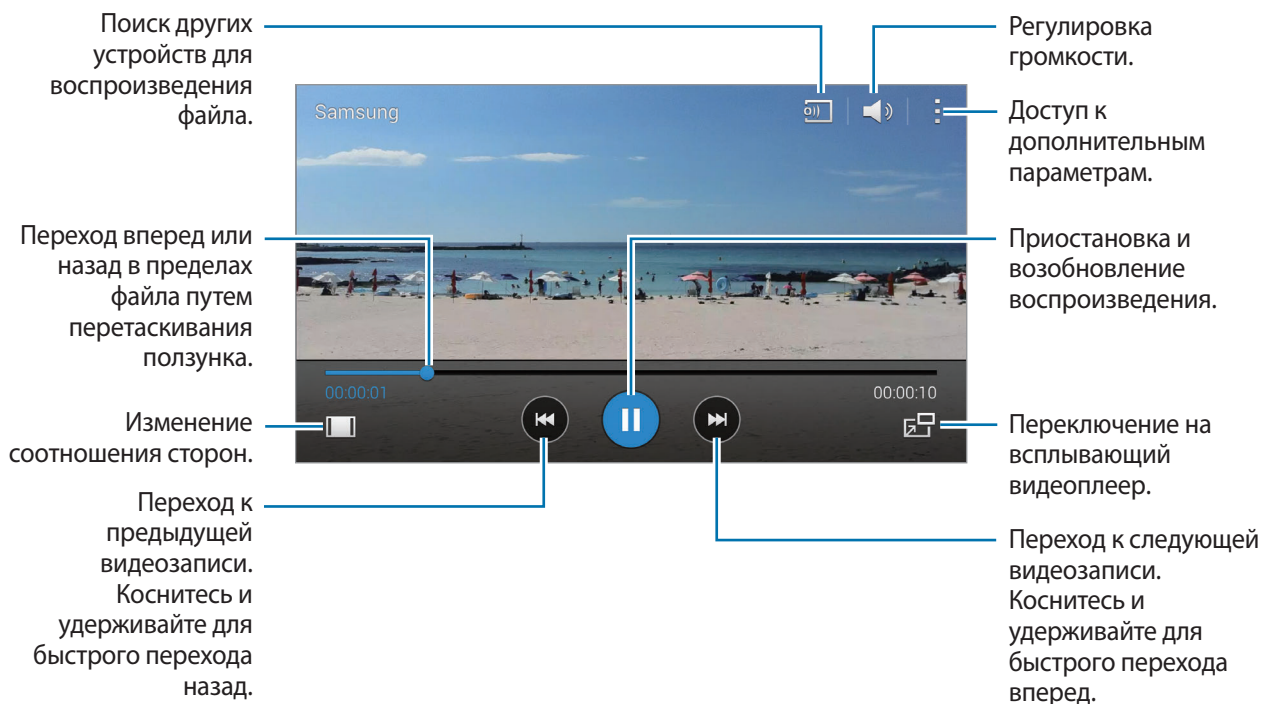 Поиск других
устройств для
воспроизведения
файла.
Регулировка
громкости.
Samsung
Доступ к
дополнительным
параметрам.
Переход вперед или
назад в пределах
файла путем
перетаскивания
ползунка.
Приостановка и
возобновление
воспроизведения.
00:00:01
00:00:10
Изменение
соотношения сторон.
Переключение на
всплывающий
видеоплеер.
Переход к
предыдущей
видеозаписи.
Коснитесь и
удерживайте для
быстрого перехода
назад.
Переход к следующей
видеозаписи.
Коснитесь и
удерживайте для
быстрого перехода
вперед.